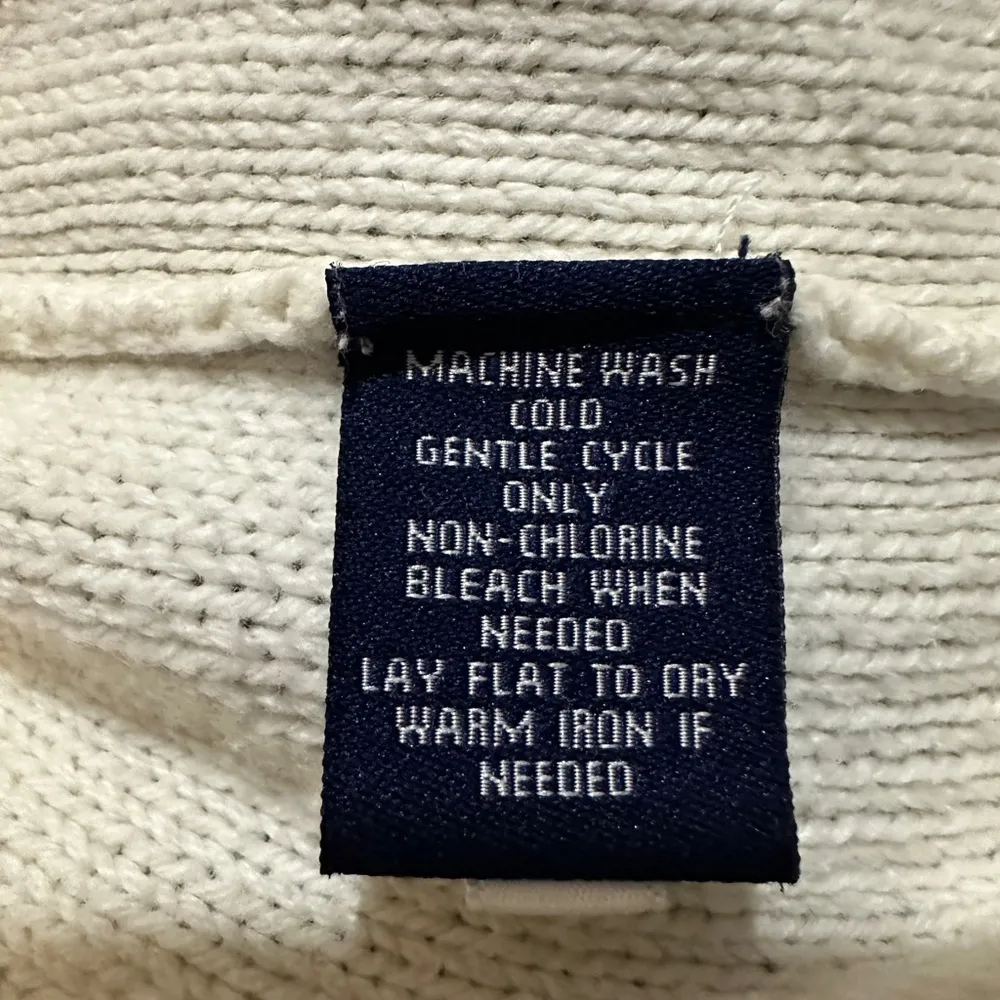 MACHINE WASH
COLD
GENTLE CYCLE
ONLY
NON-CHLORINE
BLEACH WHEN
NEEDED
LAY FLAT TO DRY
WARM IRON IF
NEEDED